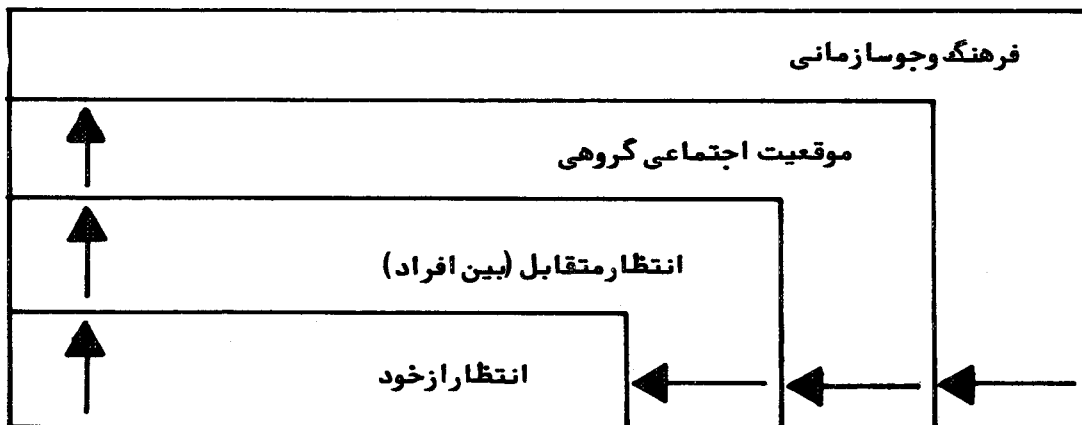 فرهنگ وجوسازمانی
موقعیت اجتماعی گروهی
انتظارمتقابل (بین افراد)
انتظارازخود